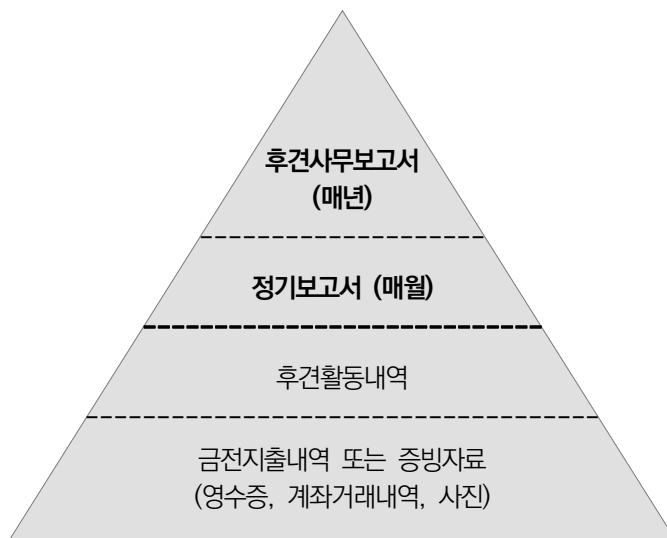 후견사무보고서
(매년)
정기보고서 (매월)
후견활동내역
금전지출내역 또는 증빙자료
(영수증, 계좌거래내역, 사진)